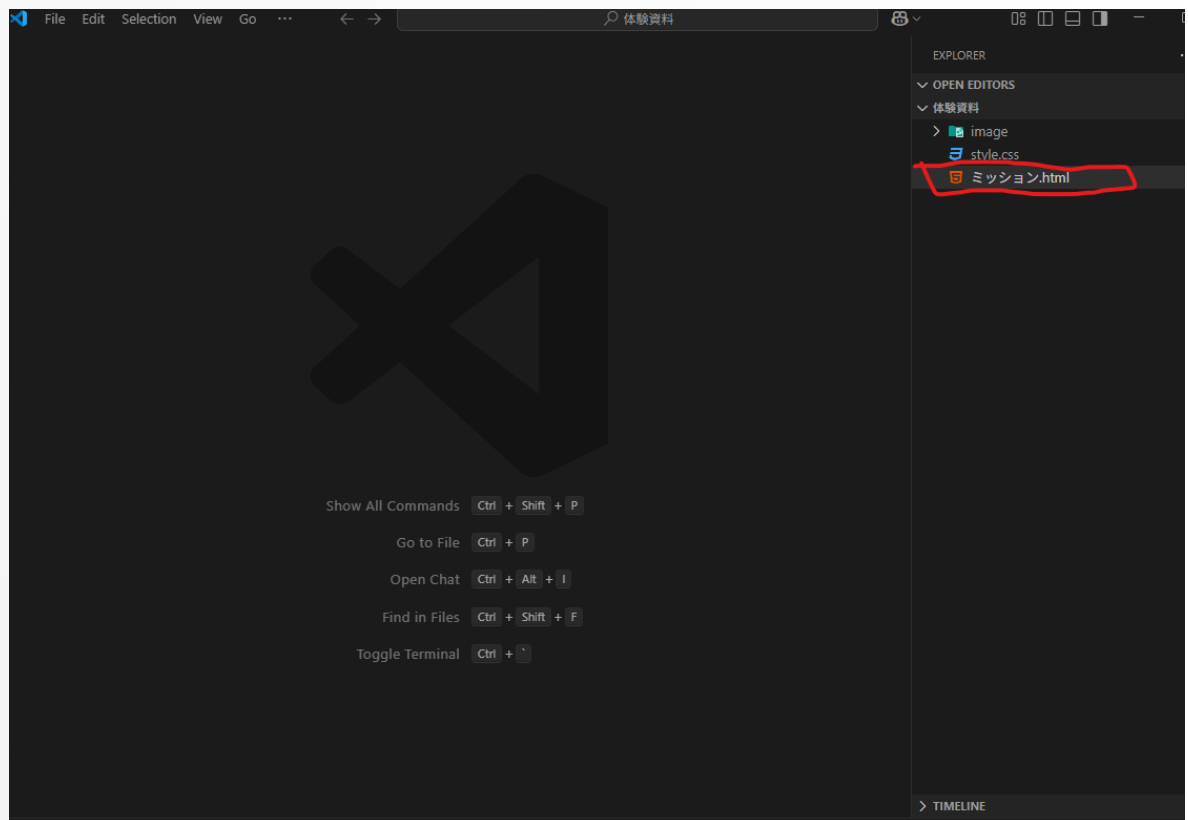 File Edit Selection View Go ··· ← → 体験資料
EXPLORER
OPEN EDITORS
体験資料
image
style.css
ミッション.html
Show All Commands Ctrl + Shift + P
Go to File Ctrl + P
Open Chat Ctrl + Alt + I
Find in Files Ctrl + Shift + F
Toggle Terminal Ctrl + `
TIMELINE